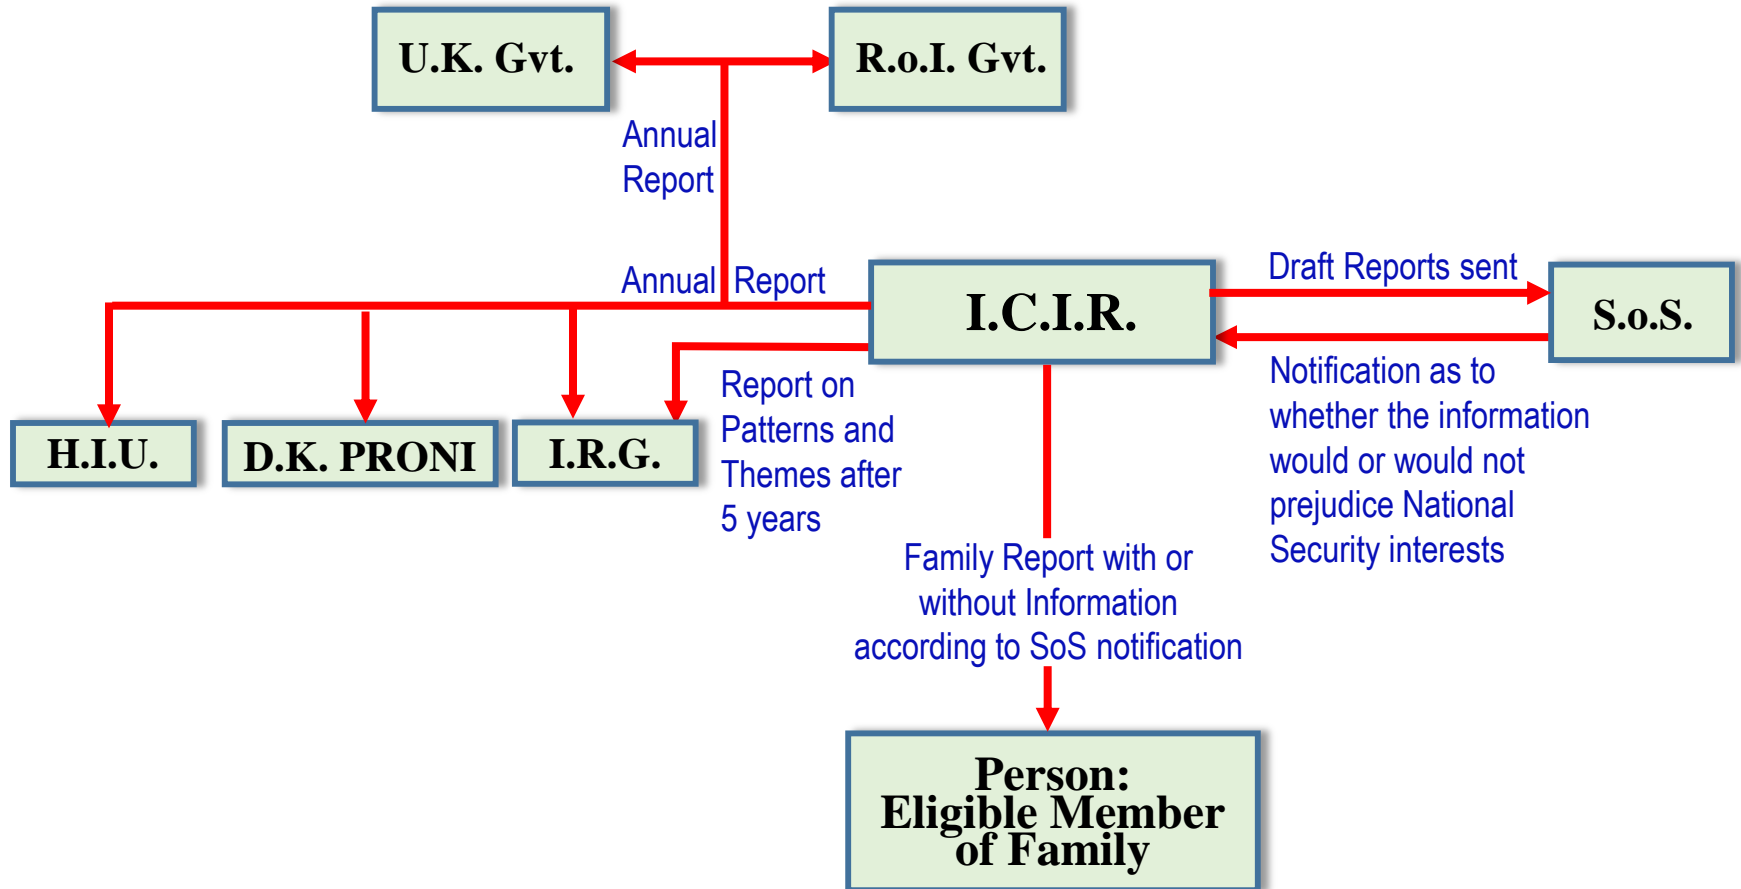 U.K. Gvt.
R.o.I. Gvt.
Annual
Report
Annual Report
I.C.I.R.
Draft Reports sent
S.o.S.
Notification as to
whether the information
would or would not
prejudice National
Security interests
Report on
Patterns and
Themes after
5 years
H.I.U.
D.K. PRONI
I.R.G.
Family Report with or
without Information
according to SoS notification
Person:
Eligible Member
of Family